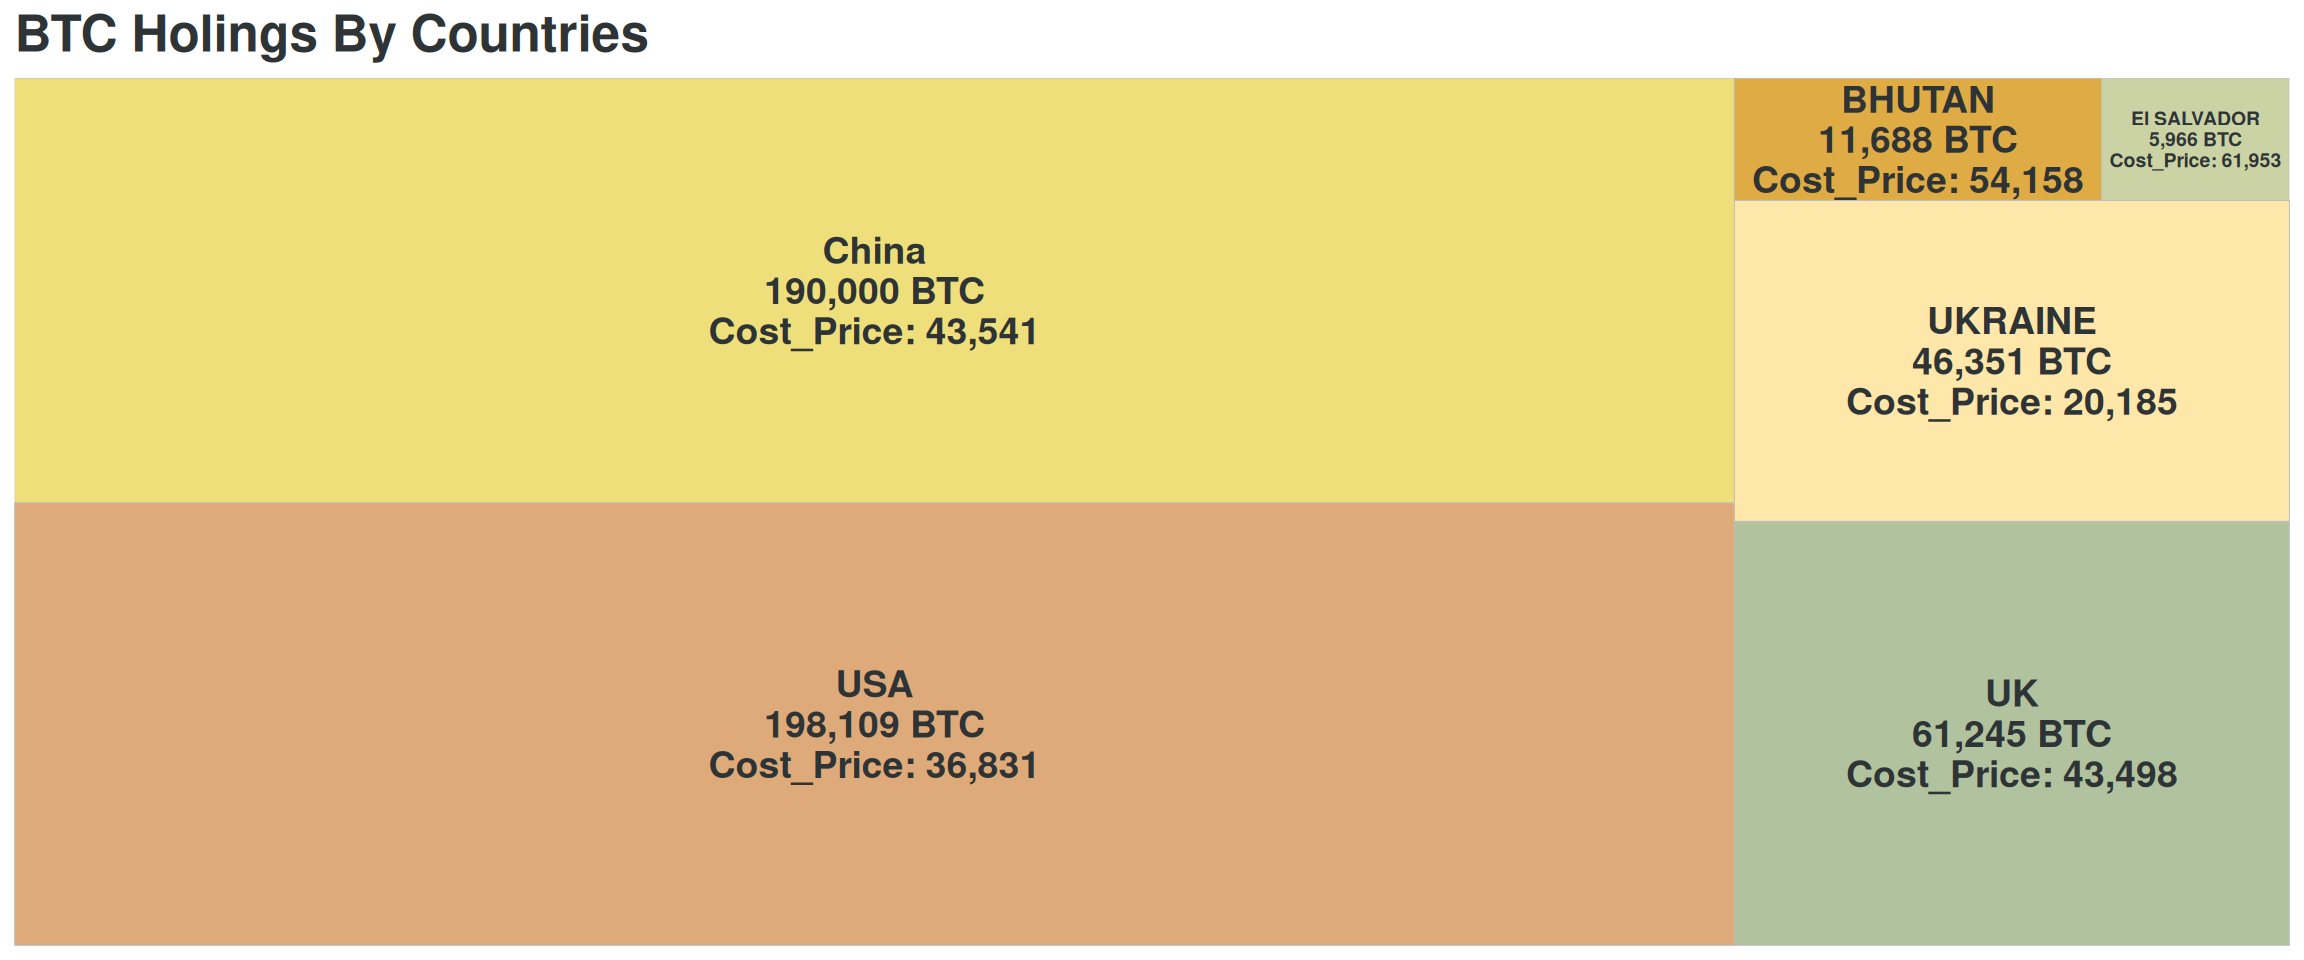 BTC Holings By Countries
China
190,000 BTC
Cost_Price: 43,541
USA
198,109 BTC
Cost_Price: 36,831
BHUTAN
11,688 BTC
Cost_Price: 54,158
El SALVADOR
5,966 BTC
Cost_Price: 61,953
UKRAINE
46,351 BTC
Cost_Price: 20,185
UK
61,245 BTC
Cost_Price: 43,498